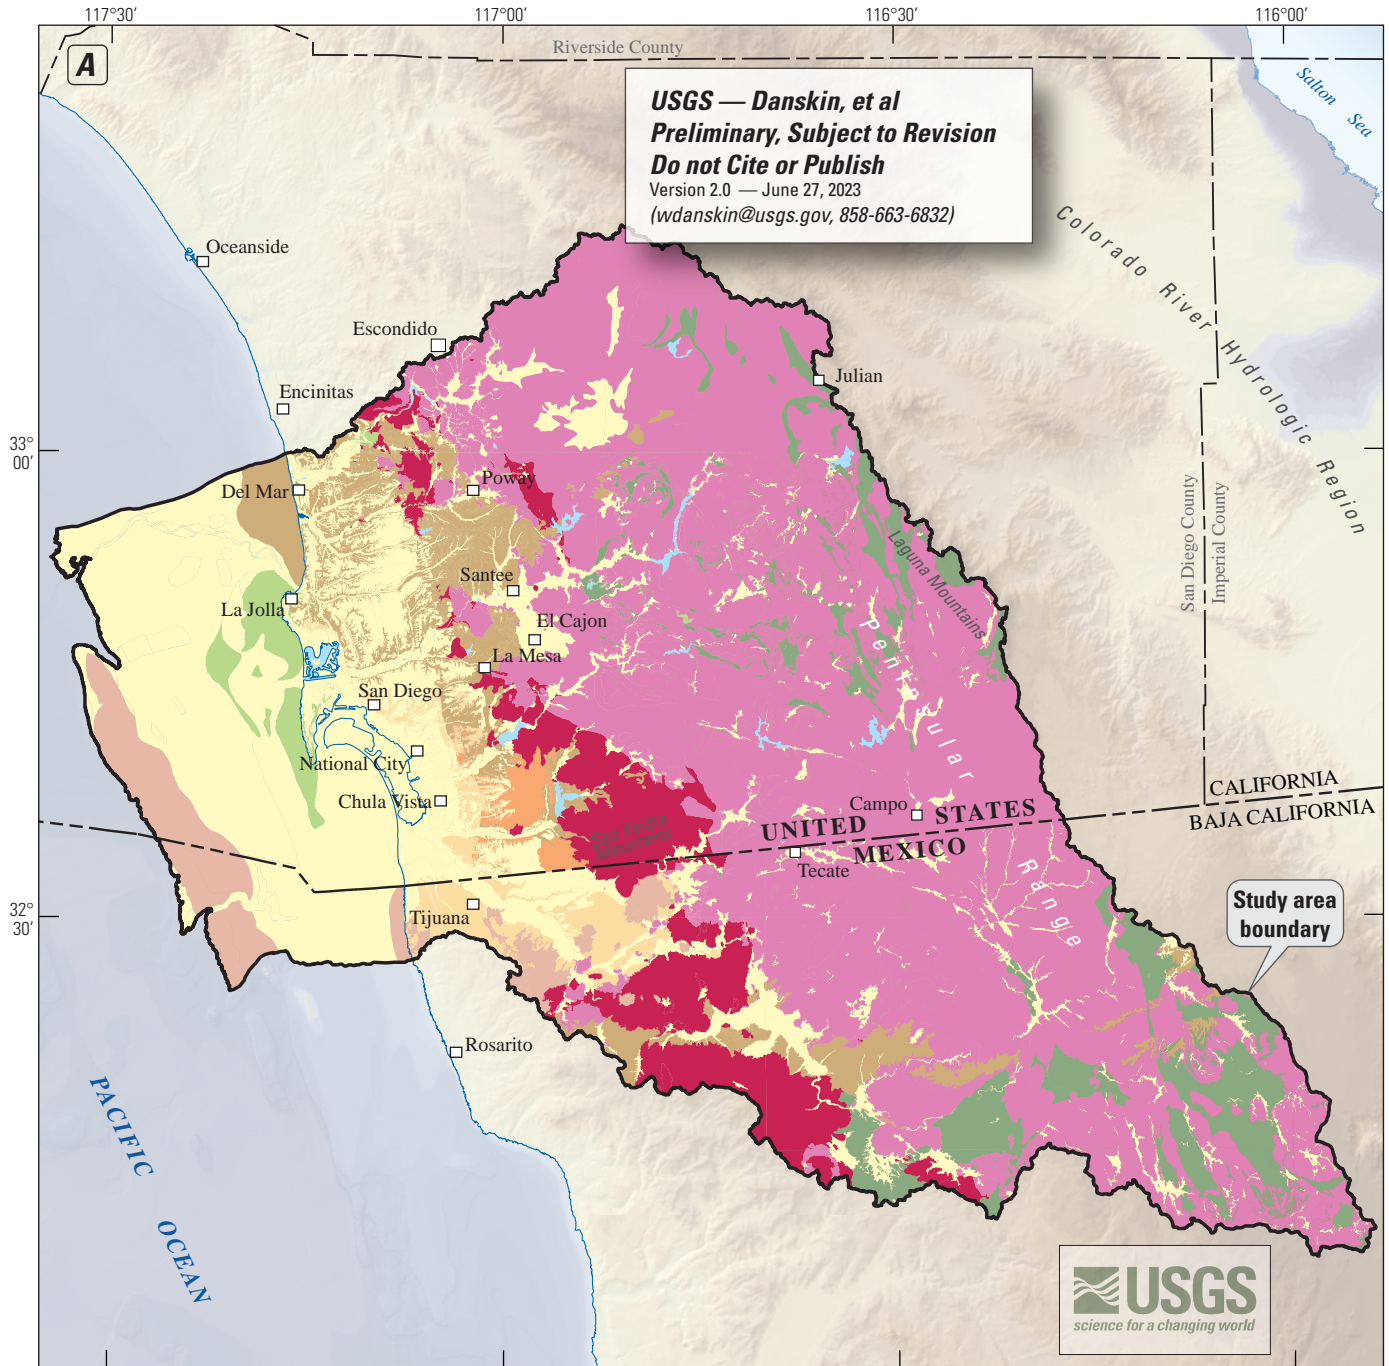 117°30'
117°00'
116°30'
116°00'
A
Riverside County
Salton Sea
USGS — Danskin, et al
Preliminary, Subject to Revision
Do not Cite or Publish
Version 2.0 — June 27, 2023
(wdanskin@usgs.gov, 858-663-6832)
Colorado River Hydrologic Region
Oceanside
Escondido
Julian
Encinitas
33°
00'
Del Mar
Poway
San Diego County
Imperial County
Laguna Mountains
Santee
La Jolla
El Cajon
Peninsular Range
La Mesa
San Diego
National City
Chula Vista
Campo
CALIFORNIA
BAJA CALIFORNIA
UNITED STATES
MEXICO
San Ysidro
Mountains
Tecate
32°
30'
Tijuana
Study area
boundary
Rosarito
PACIFIC
OCEAN
USGS
science for a changing world